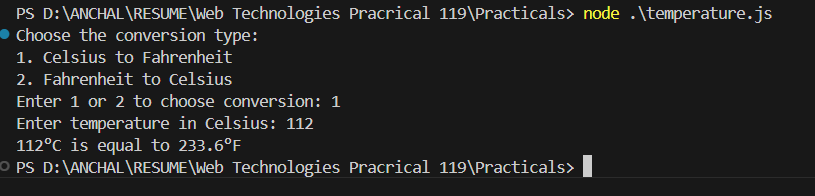 PS D:\ANCHAL\RESUME\Web Technologies Pracrical 119\Practicals> node .\temperature.js
Choose the conversion type:
1. Celsius to Fahrenheit
2. Fahrenheit to Celsius
Enter 1 or 2 to choose conversion: 1
Enter temperature in Celsius: 112
112°C is equal to 233.6°F
PS D:\ANCHAL\RESUME\Web Technologies Pracrical 119\Practicals>